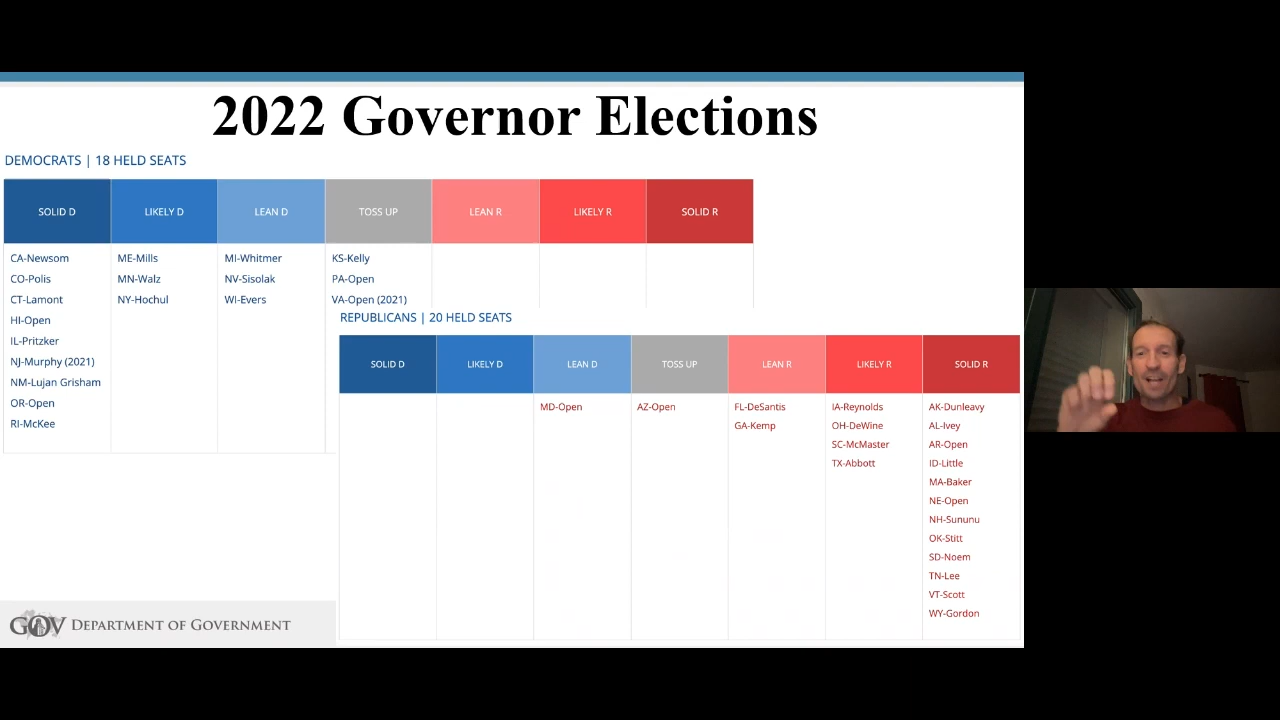 2022 Governor Elections
DEMOCRATS | 18 HELD SEATS
SOLID D
LIKELY D
LEAN D
TOSS UP
LEAN R
LIKELY R
SOLID R
CA-Newsom
CO-Polis
CT-Lamont
HI-Open
IL-Pritzker
NJ-Murphy (2021)
NM-Lujan Grisham
OR-Open
RI-McKee
ME-Mills
MN-Walz
NY-Hochul
MI-Whitmer
NV-Sisolak
WI-Evers
KS-Kelly
PA-Open
VA-Open (2021)
REPUBLICANS | 20 HELD SEATS
SOLID D
LIKELY D
LEAN D
TOSS UP
LEAN R
LIKELY R
SOLID R
MD-Open
AZ-Open
FL-DeSantis
GA-Kemp
IA-Reynolds
OH-DeWine
SC-McMaster
TX-Abbott
AK-Dunleavy
AL-Ivey
AR-Open
ID-Little
MA-Baker
NE-Open
NH-Sununu
OK-Stitt
SD-Noem
TN-Lee
VT-Scott
WY-Gordon
GOV DEPARTMENT OF GOVERNMENT